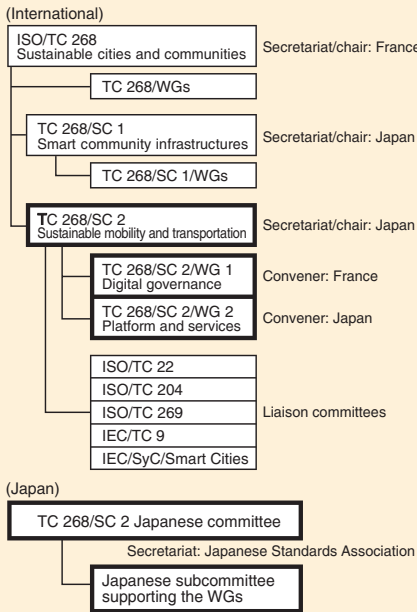 (International)
ISO/TC 268
Sustainable cities and communities
Secretariat/chair: France
TC 268/WGs
TC 268/SC 1
Smart community infrastructures
Secretariat/chair: Japan
TC 268/SC 1/WGs
TC 268/SC 2
Sustainable mobility and transportation
Secretariat/chair: Japan
TC 268/SC 2/WG 1
Digital governance
Convener: France
TC 268/SC 2/WG 2
Platform and services
Convener: Japan
ISO/TC 22
ISO/TC 204
ISO/TC 269
Liaison committees
IEC/TC 9
IEC/SyC/Smart Cities
(Japan)
TC 268/SC 2 Japanese committee
Secretariat: Japanese Standards Association
Japanese subcommittee
supporting the WGs